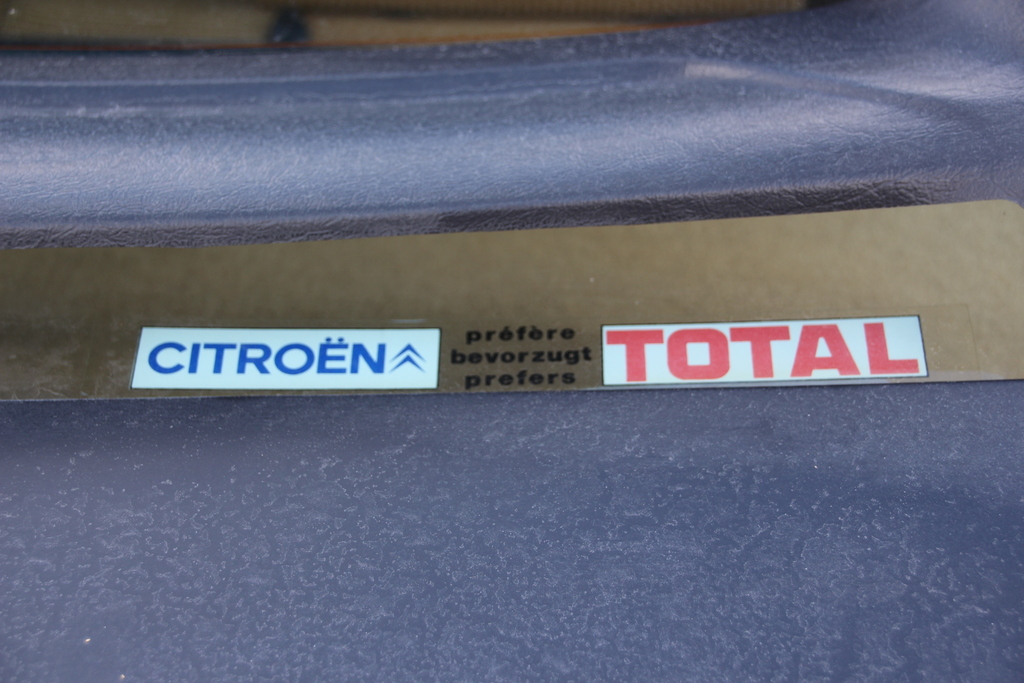 CITROËN
préfère
bevorzugt
prefers
TOTAL